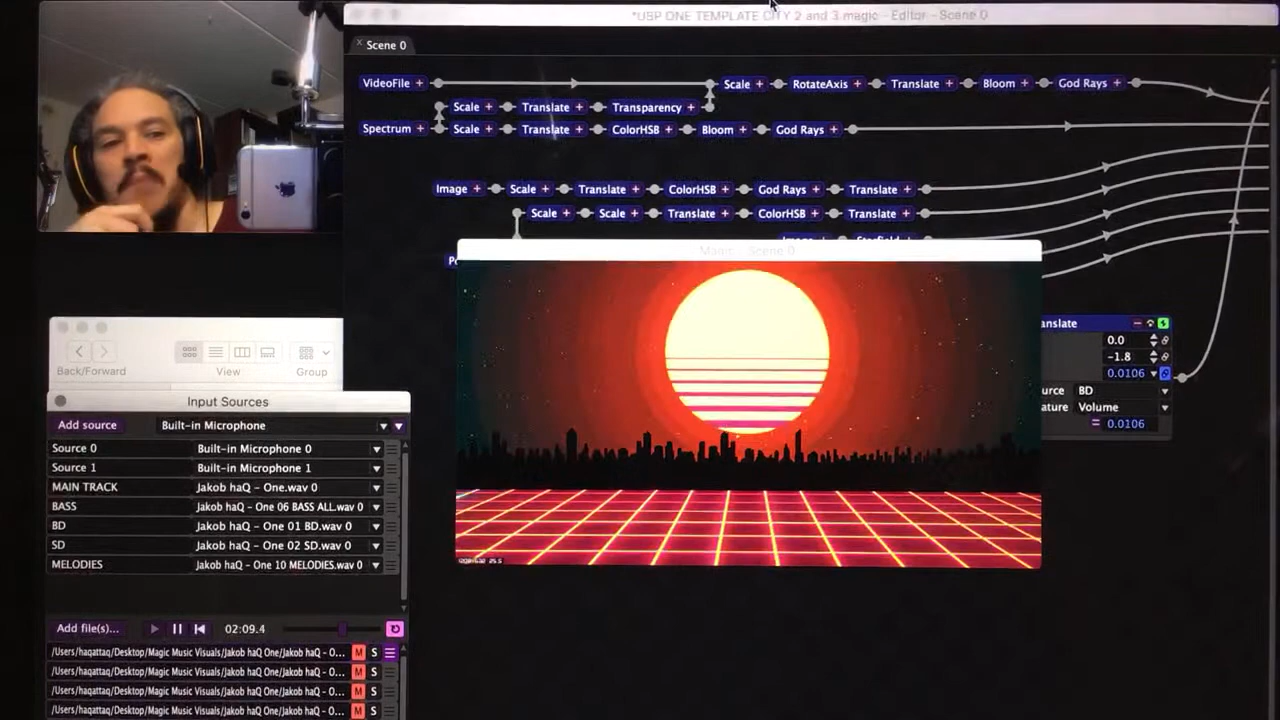 *USP ONE TEMPLATE CITY 2 and 3.magic - Editor - Scene 0
× Scene 0
VideoFile + Scale + RotateAxis + Translate + Bloom + God Rays +
Scale + Translate + Transparency +
Spectrum + Scale + Translate + ColorHSB + Bloom + God Rays +
Image + Scale + Translate + ColorHSB + God Rays + Translate +
Scale + Scale + Translate + ColorHSB + Translate +
Image + Starfield +
Magic - Scene 0
anslate
0.0
-1.8
0.0106
urce BD
ature Volume
= 0.0106
Back/Forward View Group
Input Sources
Add source Built-in Microphone
Source 0 Built-in Microphone 0
Source 1 Built-in Microphone 1
MAIN TRACK Jakob haQ - One.wav 0
BASS Jakob haQ - One 06 BASS ALL.wav 0
BD Jakob haQ - One 01 BD.wav 0
SD Jakob haQ - One 02 SD.wav 0
MELODIES Jakob haQ - One 10 MELODIES.wav 0
Add file(s)... 02:09.4
/Users/haqattaq/Desktop/Magic Music Visuals/Jakob haQ One/Jakob haQ - O... M S
/Users/haqattaq/Desktop/Magic Music Visuals/Jakob haQ One/Jakob haQ - O... M S
/Users/haqattaq/Desktop/Magic Music Visuals/Jakob haQ One/Jakob haQ - O... M S
/Users/haqattaq/Desktop/Magic Music Visuals/Jakob haQ One/Jakob haQ - O... M S